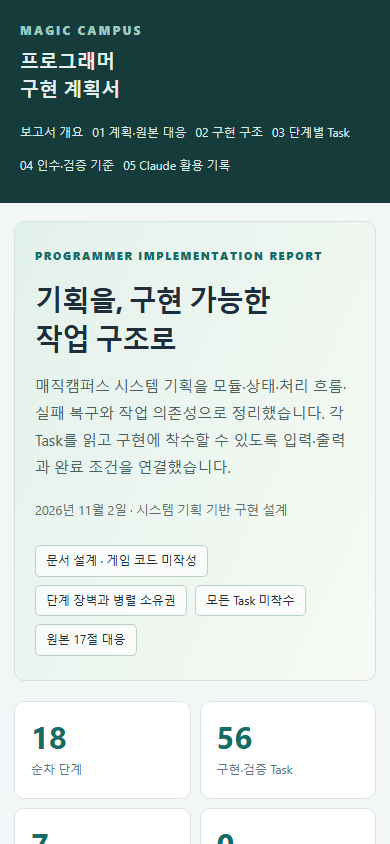 MAGIC CAMPUS
프로그래머
구현 계획서
보고서 개요 01 계획·원본 대응 02 구현 구조 03 단계별 Task
04 인수·검증 기준 05 Claude 활용 기록
PROGRAMMER IMPLEMENTATION REPORT
기획을, 구현 가능한
작업 구조로
매직캠퍼스 시스템 기획을 모듈·상태·처리 흐름·
실패 복구와 작업 의존성으로 정리했습니다. 각
Task를 읽고 구현에 착수할 수 있도록 입력·출력
과 완료 조건을 연결했습니다.
2026년 11월 2일 · 시스템 기획 기반 구현 설계
문서 설계 · 게임 코드 미작성
단계 장벽과 병렬 소유권
모든 Task 미착수
원본 17절 대응
18
56
순차 단계
구현·검증 Task